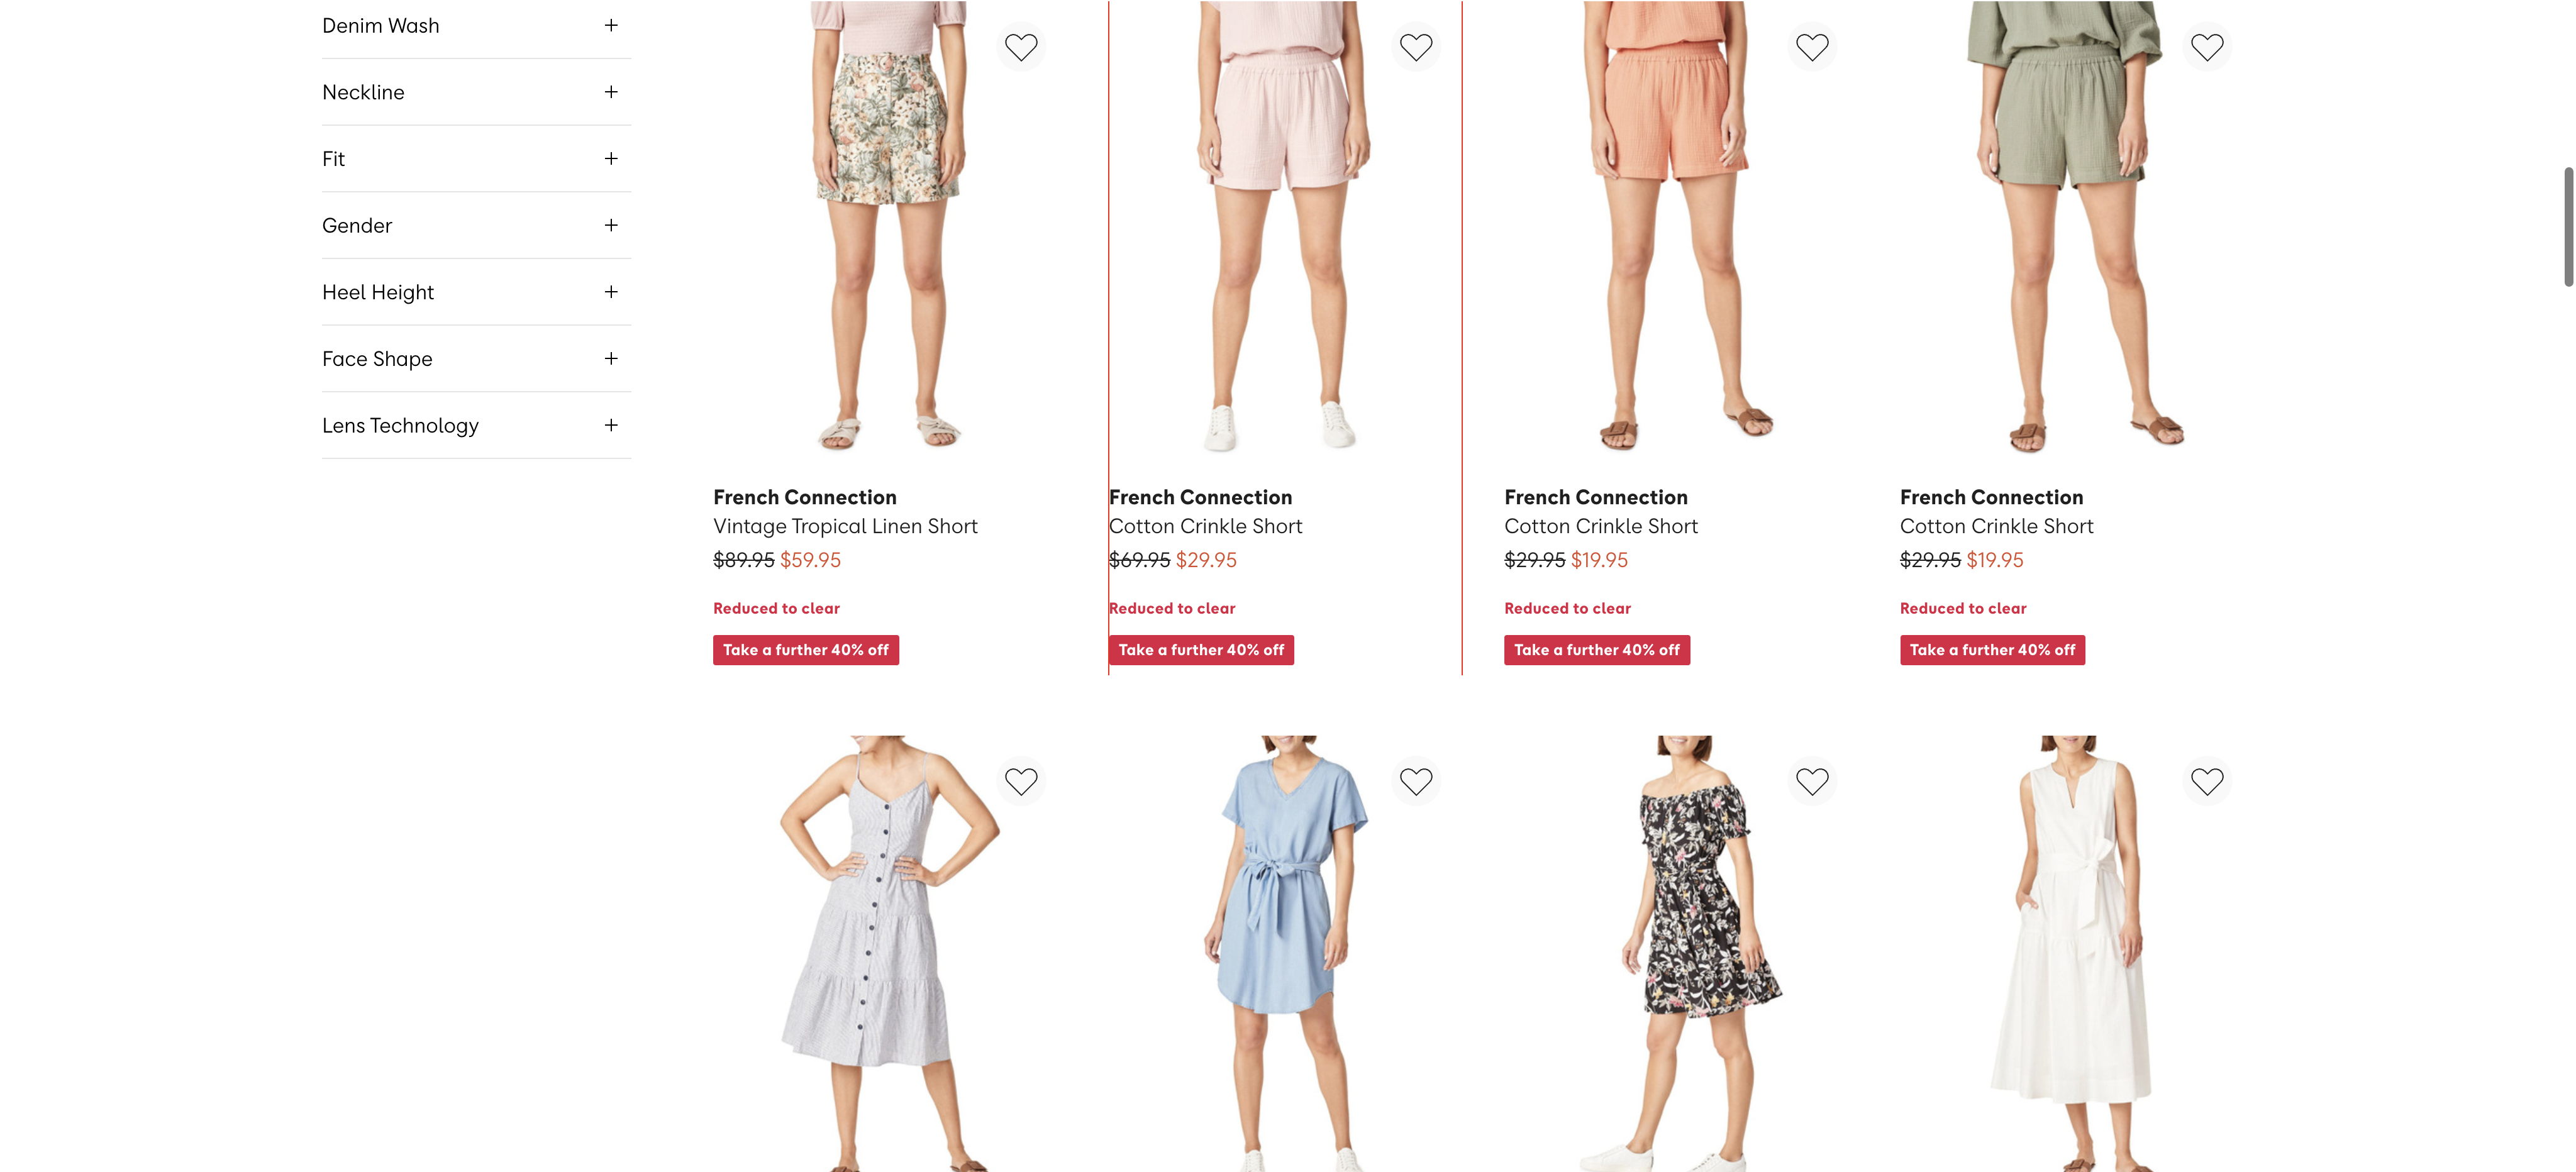 Denim Wash
Neckline
Fit
Gender
Heel Height
Face Shape
Lens Technology
French Connection
Vintage Tropical Linen Short
$89.95 $59.95
Reduced to clear
Take a further 40% off
French Connection
Cotton Crinkle Short
$69.95 $29.95
Reduced to clear
Take a further 40% off
French Connection
Cotton Crinkle Short
$29.95 $19.95
Reduced to clear
Take a further 40% off
French Connection
Cotton Crinkle Short
$29.95 $19.95
Reduced to clear
Take a further 40% off